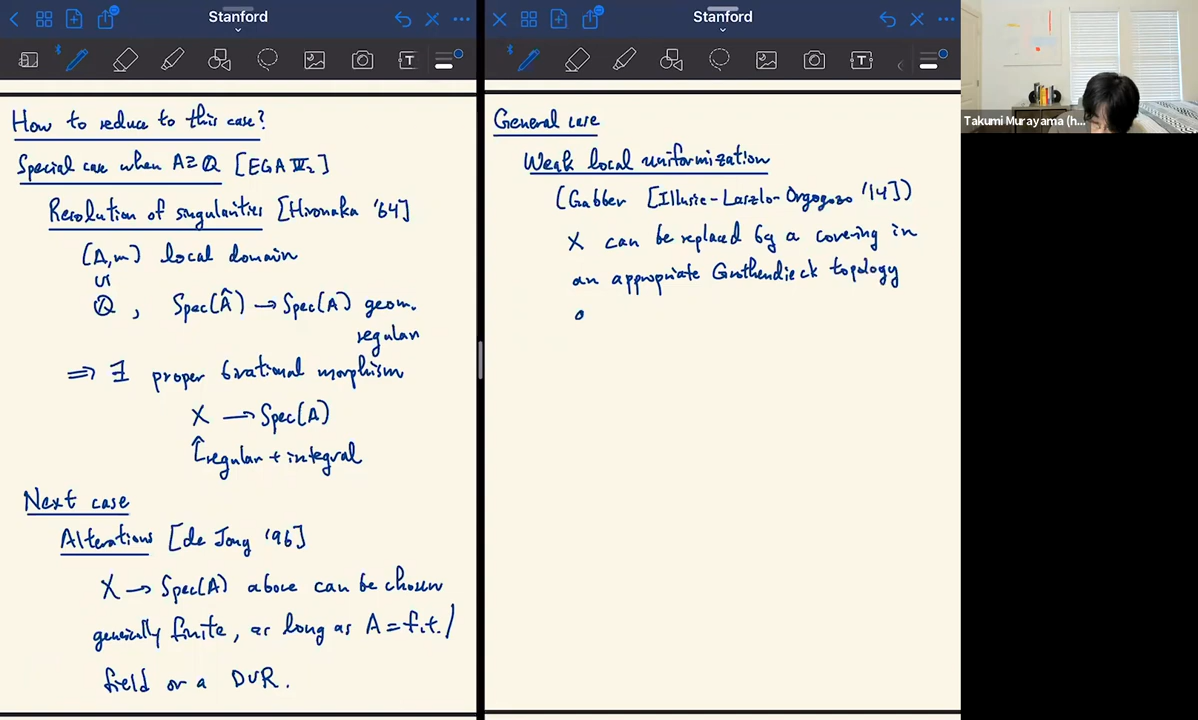 Stanford
How to reduce to this case?
Special case when A ⊇ ℚ [EGA IV₂]
Resolution of singularities [Hironaka '64]
(A,m) local domain
∪I
ℚ , Spec(Â) → Spec(A) geom.
regular
⇒ ∃ proper birational morphism
X → Spec(A)
↑regular + integral
Next case
Alterations [de Jong '96]
X → Spec(A) above can be chosen
generically finite, as long as A = f.t./
field or a DVR.
Stanford
General case
Weak local uniformization
(Gabber [Illusie-Laszlo-Orgogozo '14])
X can be replaced by a covering in
an appropriate Grothendieck topology
o
Takumi Murayama (h...